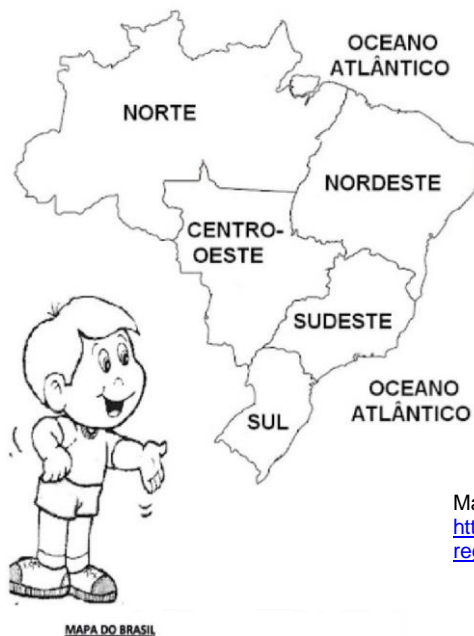 OCEANO
ATLÂNTICO
NORTE
NORDESTE
CENTRO-
OESTE
SUDESTE
OCEANO
ATLÂNTICO
SUL
MAPA DO BRASIL